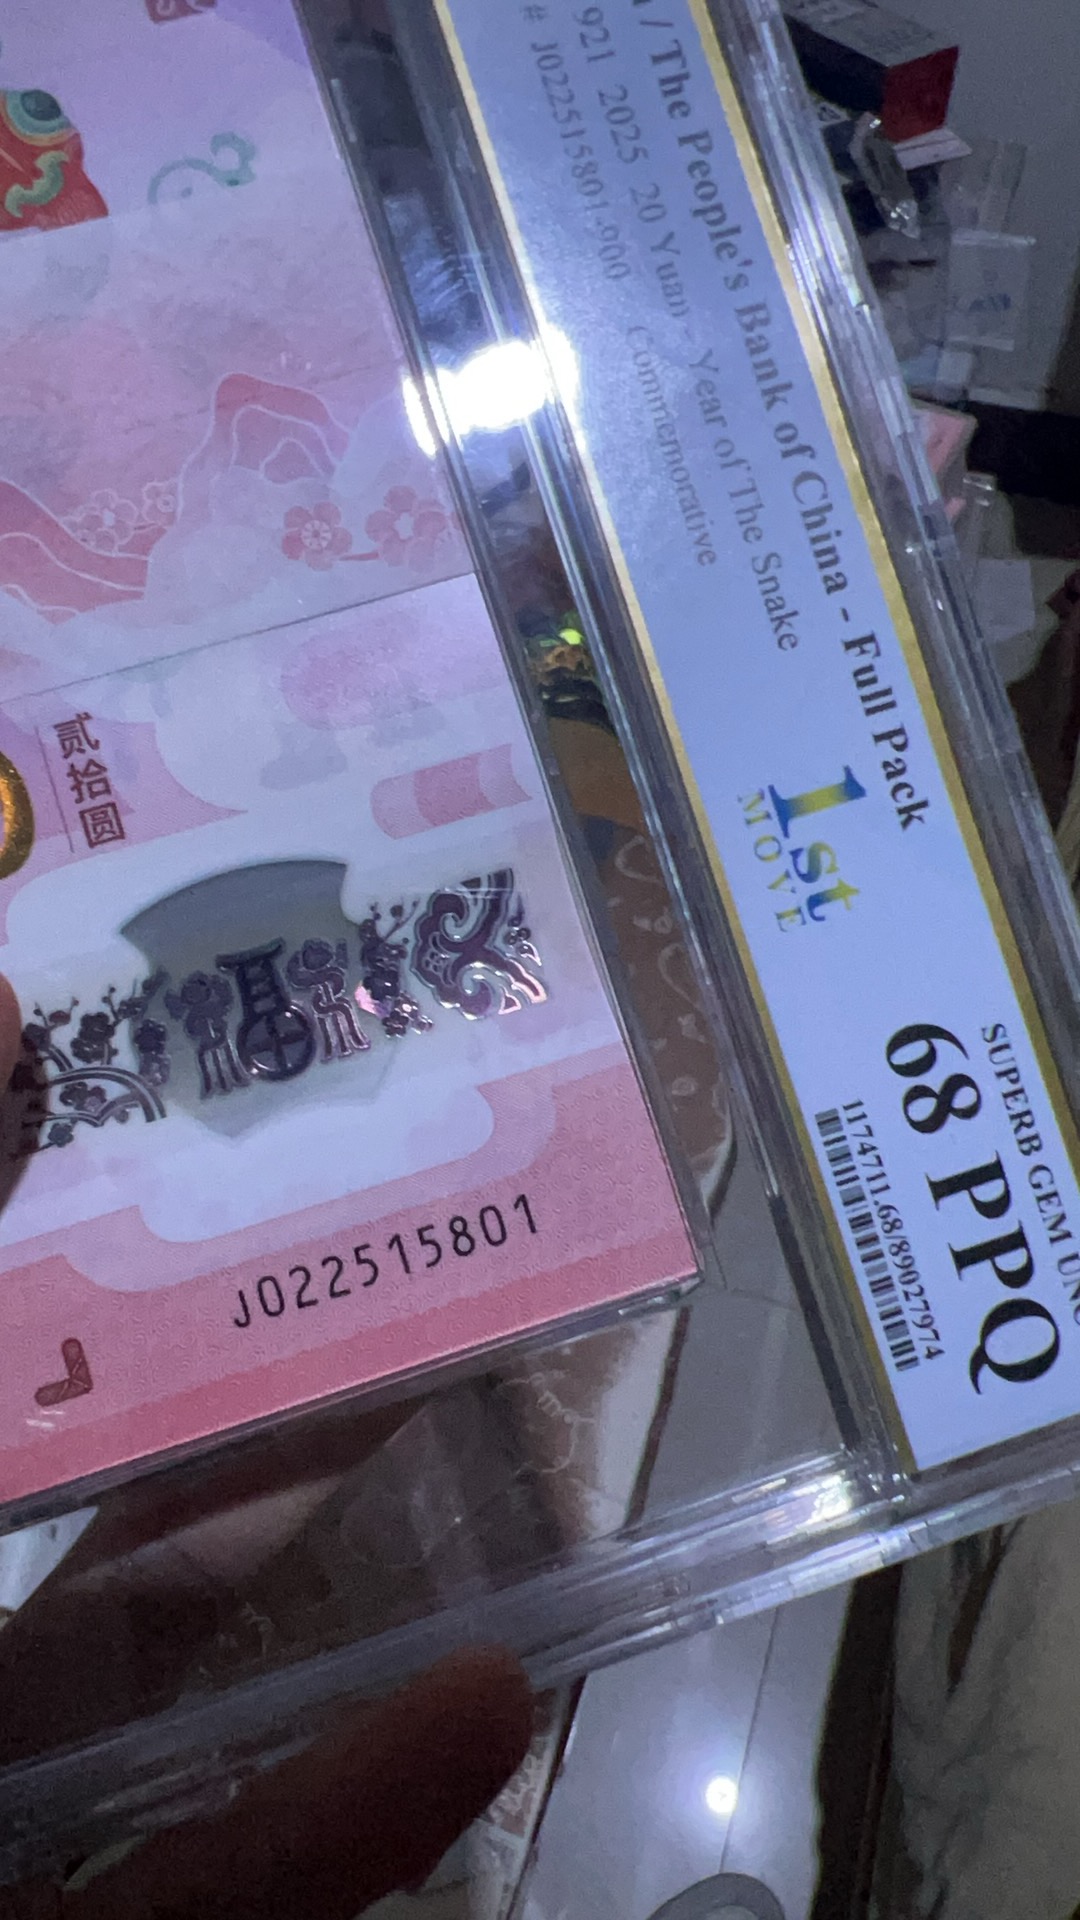 / The People's Bank of China - Full Pack
921 2025 20 Yuan - Year of The Snake
# J022515801-900 Commemorative
1st
MOVE
SUPERB GEM UNC
68 PPQ
1174711.68/89027974
贰拾圆
福
J022515801